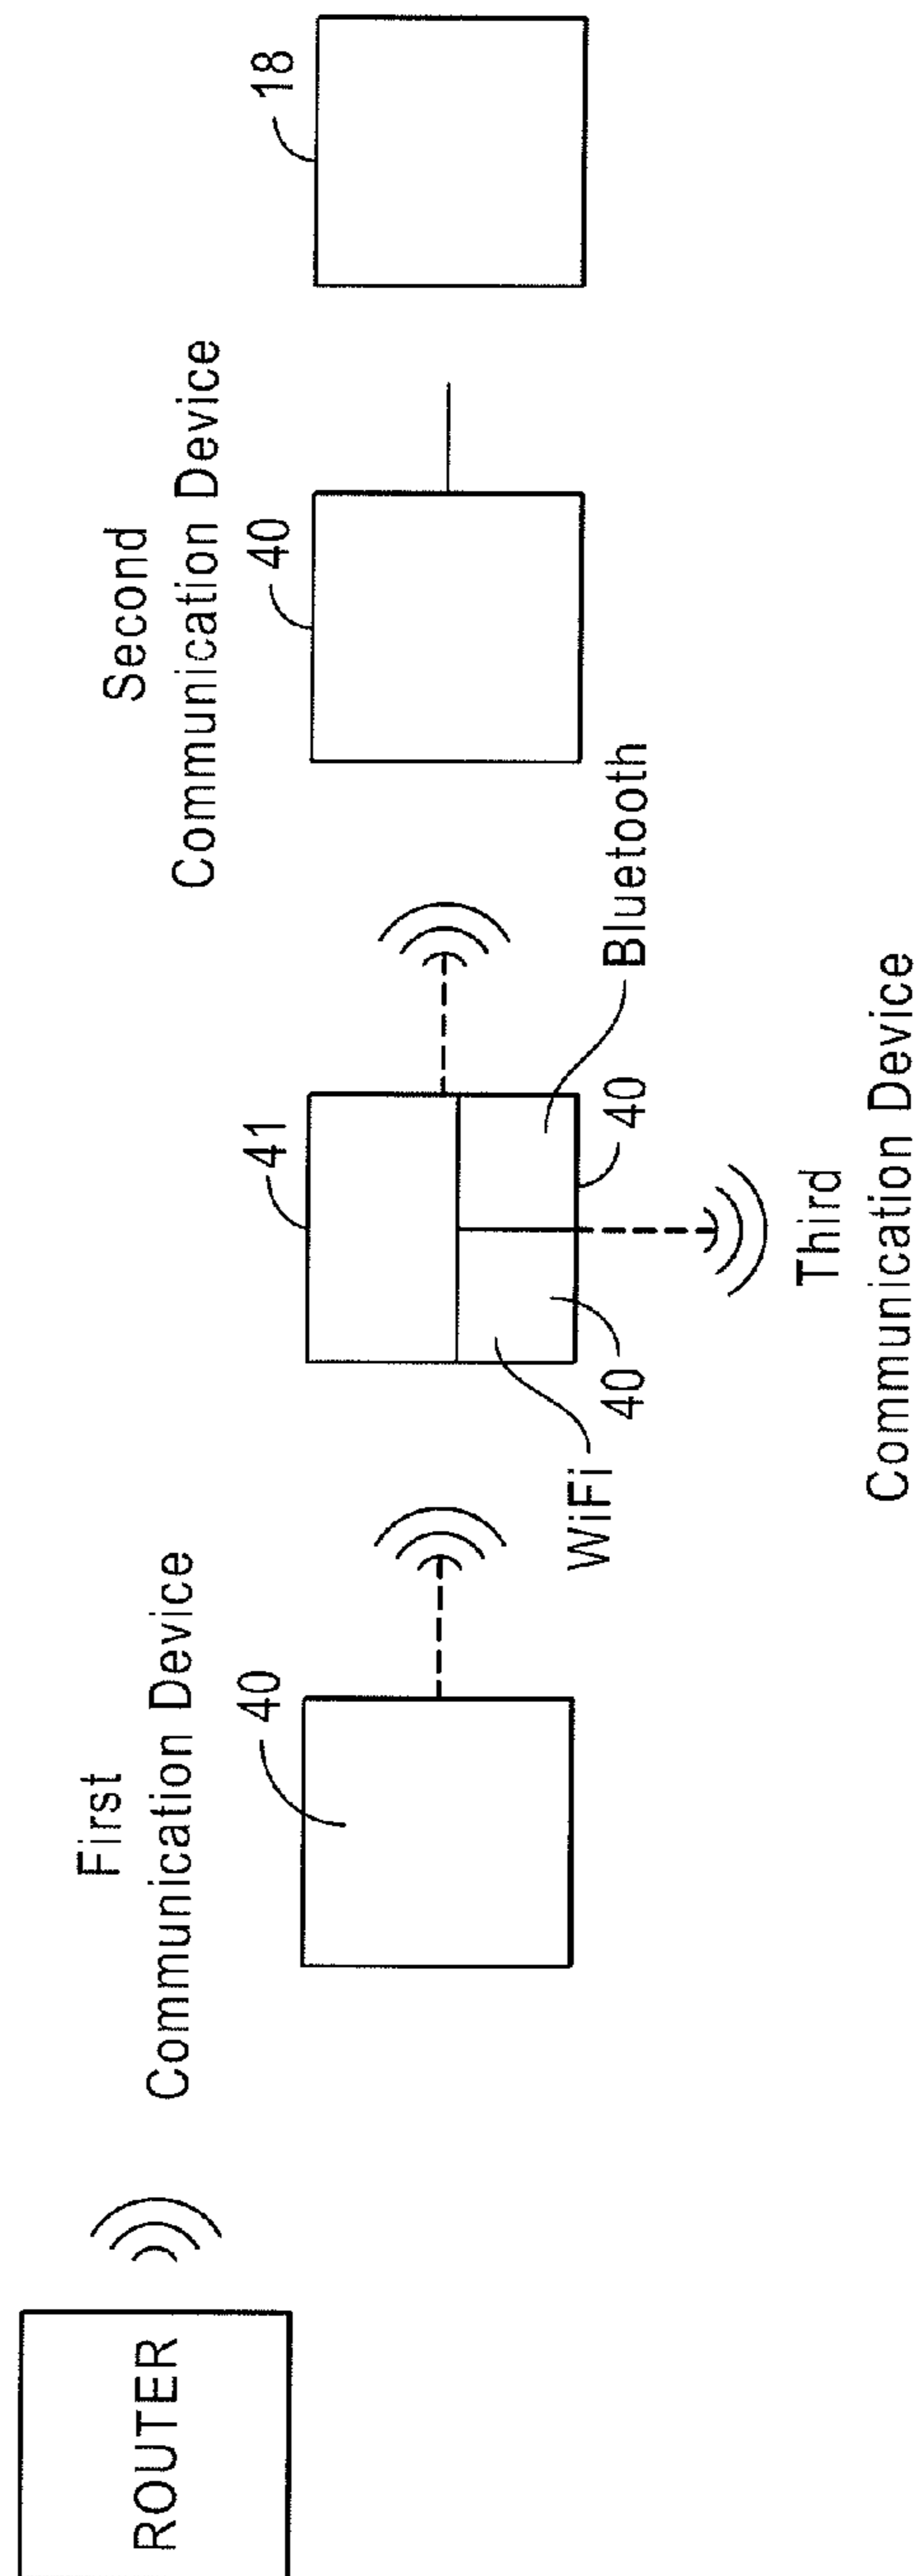 ROUTER
First
Communication Device
40
WiFi
40
41
40
Bluetooth
Third
Communication Device
Second
Communication Device
40
18